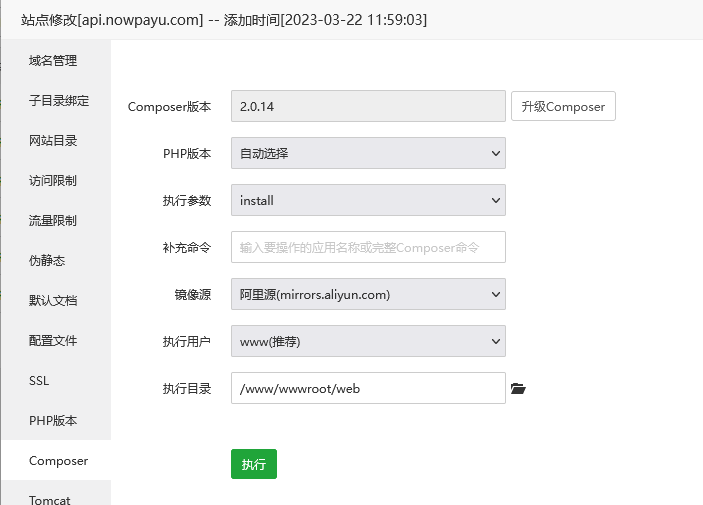 站点修改[api.nowpayu.com] -- 添加时间[2023-03-22 11:59:03]
域名管理
子目录绑定
网站目录
访问限制
流量限制
伪静态
默认文档
配置文件
SSL
PHP版本
Composer
Tomcat
Composer版本 2.0.14 升级Composer
PHP版本 自动选择
执行参数 install
补充命令 输入要操作的应用名称或完整Composer命令
镜像源 阿里源(mirrors.aliyun.com)
执行用户 www(推荐)
执行目录 /www/wwwroot/web
执行